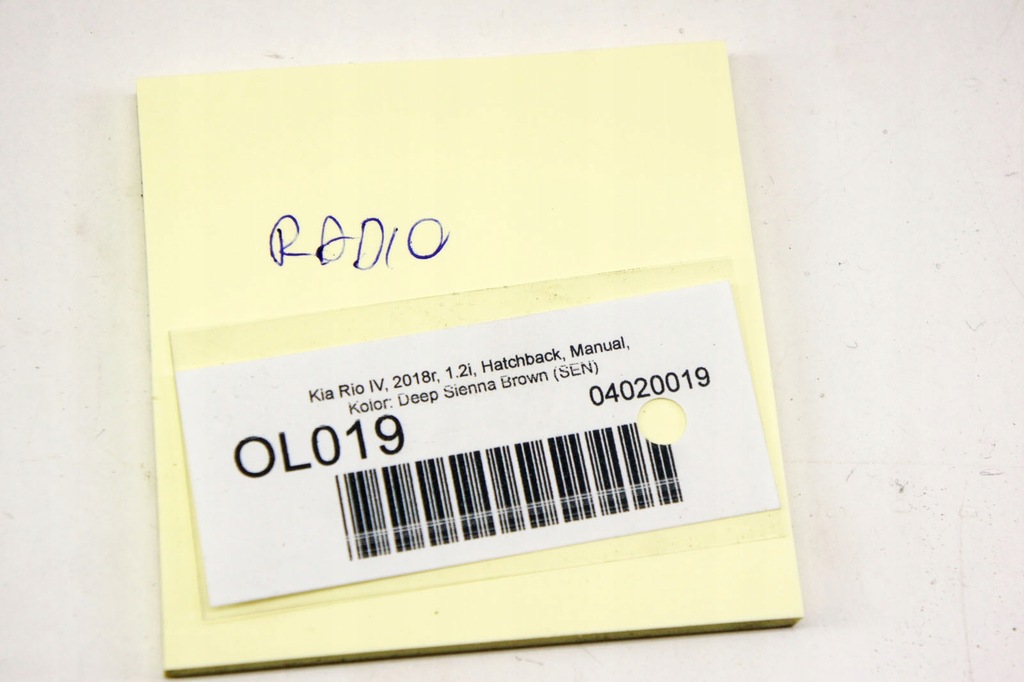 RADIO
Kia Rio IV, 2018r, 1.2i, Hatchback, Manual,
Kolor: Deep Sienna Brown (SEN)
04020019
OL019